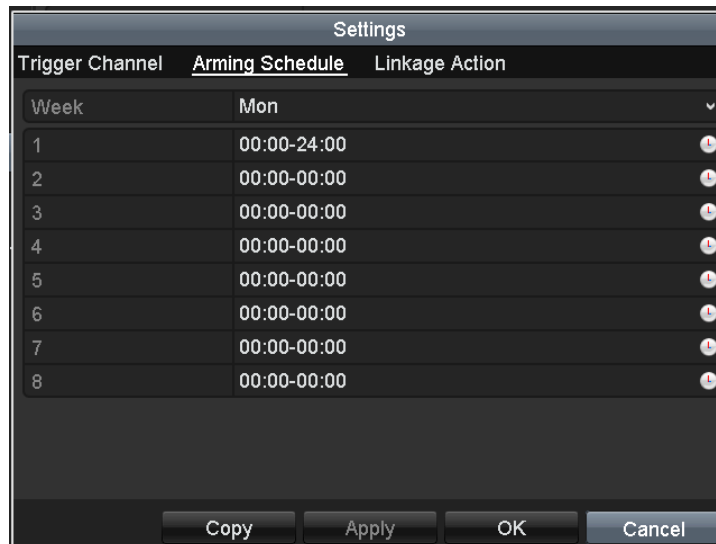 Settings
Trigger Channel Arming Schedule Linkage Action
Week Mon
1 00:00-24:00
2 00:00-00:00
3 00:00-00:00
4 00:00-00:00
5 00:00-00:00
6 00:00-00:00
7 00:00-00:00
8 00:00-00:00
Copy Apply OK Cancel